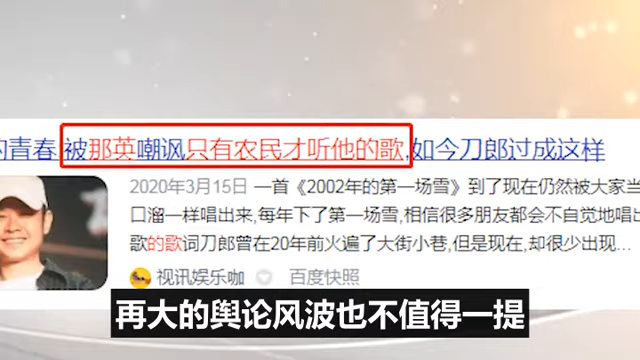 的青春,被那英嘲讽只有农民才听他的歌,如今刀郎过成这样
2020年3月15日 一首《2002年的第一场雪》到了现在仍然被大家当
口溜一样唱出来,每年下了第一场雪,相信很多朋友都会不自觉地唱出
歌的歌词刀郎曾在20年前火遍了大街小巷,但是现在,却很少出现...
视讯娱乐咖 百度快照
再大的舆论风波也不值得一提